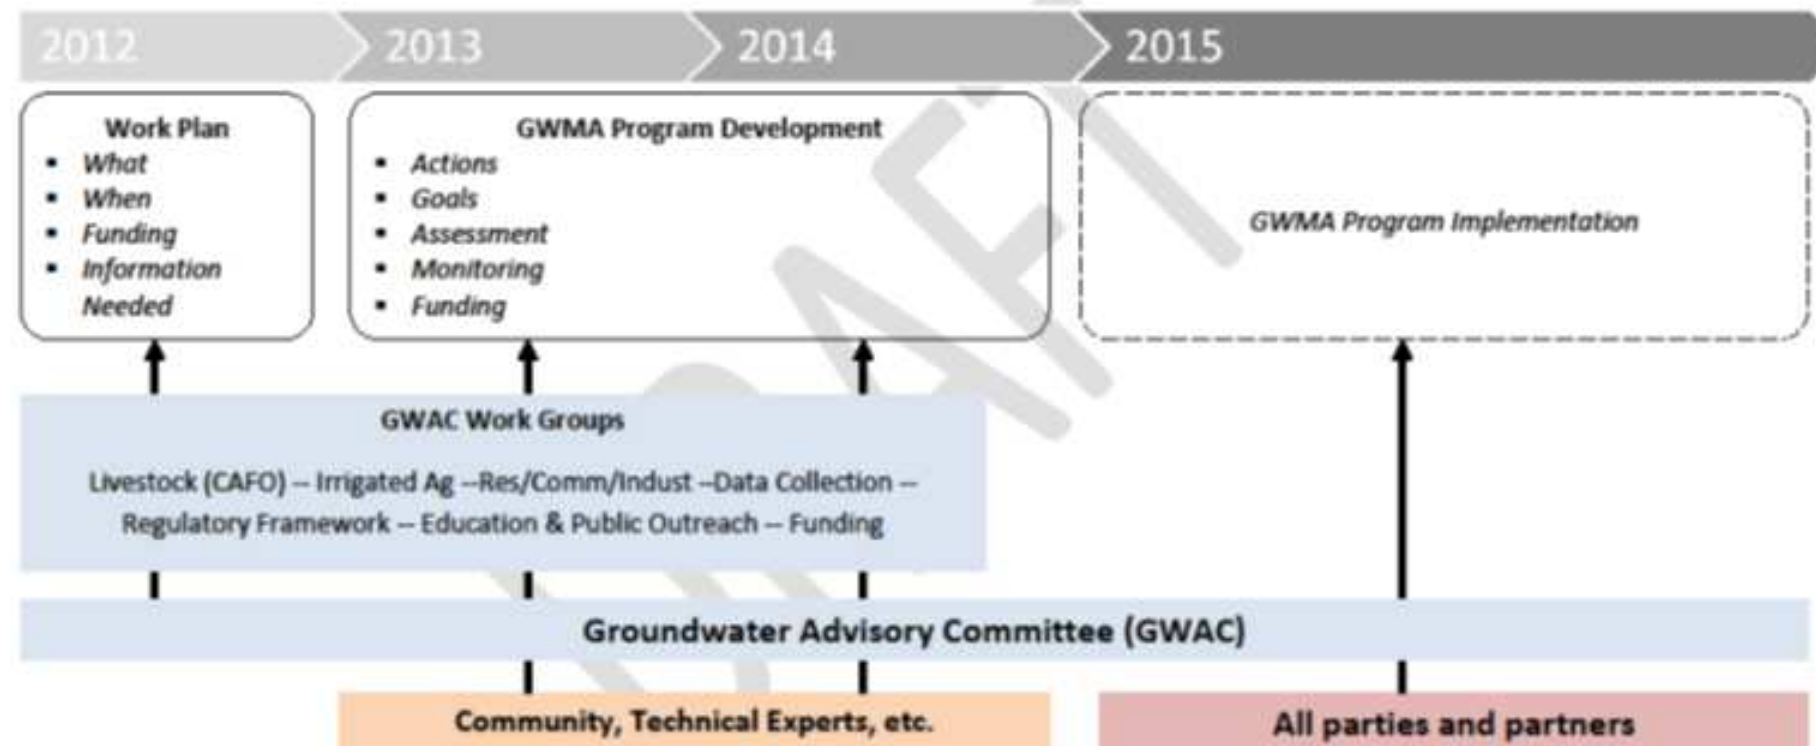 2012 2013 2014 2015
Work Plan
▪ What
▪ When
▪ Funding
▪ Information
Needed
GWMA Program Development
▪ Actions
▪ Goals
▪ Assessment
▪ Monitoring
▪ Funding
GWMA Program Implementation
GWAC Work Groups
Livestock (CAFO) -- Irrigated Ag --Res/Comm/Indust --Data Collection --
Regulatory Framework -- Education & Public Outreach -- Funding
Groundwater Advisory Committee (GWAC)
Community, Technical Experts, etc.
All parties and partners
DRAFT